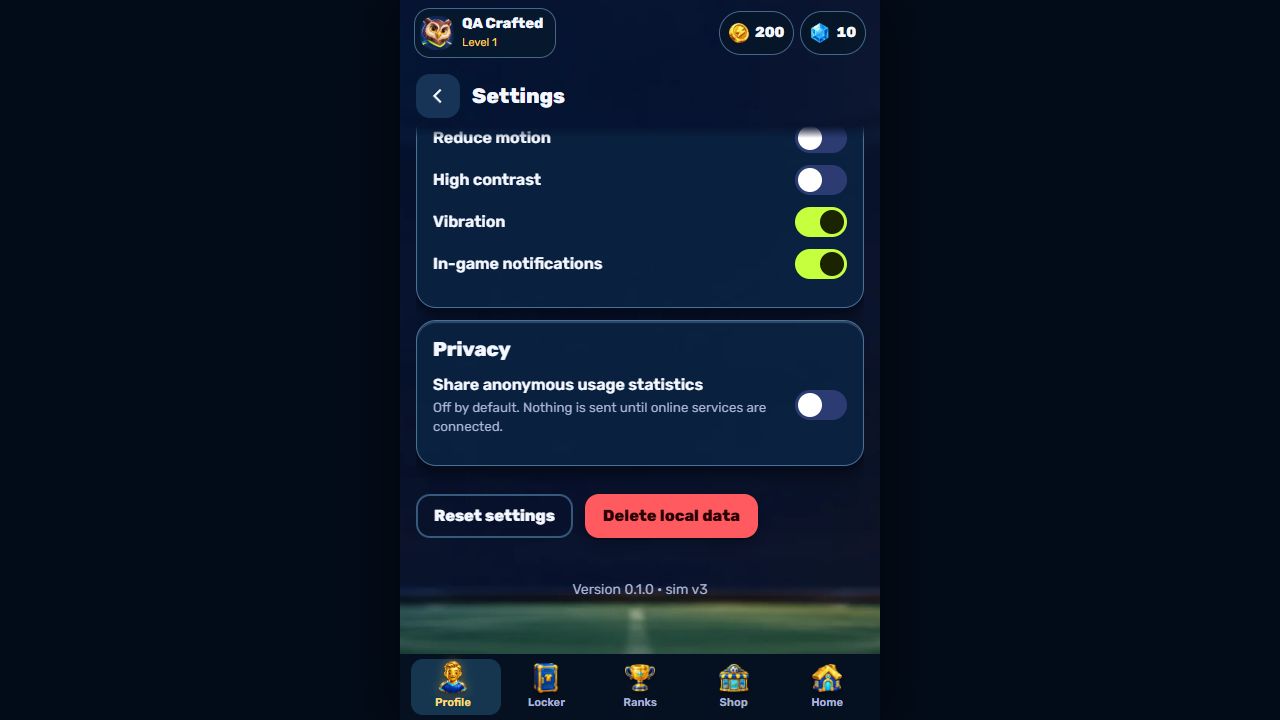 QA Crafted
Level 1
200
10
Settings
Reduce motion
High contrast
Vibration
In-game notifications
Privacy
Share anonymous usage statistics
Off by default. Nothing is sent until online services are
connected.
Reset settings
Delete local data
Version 0.1.0 • sim v3
Profile
Locker
Ranks
Shop
Home